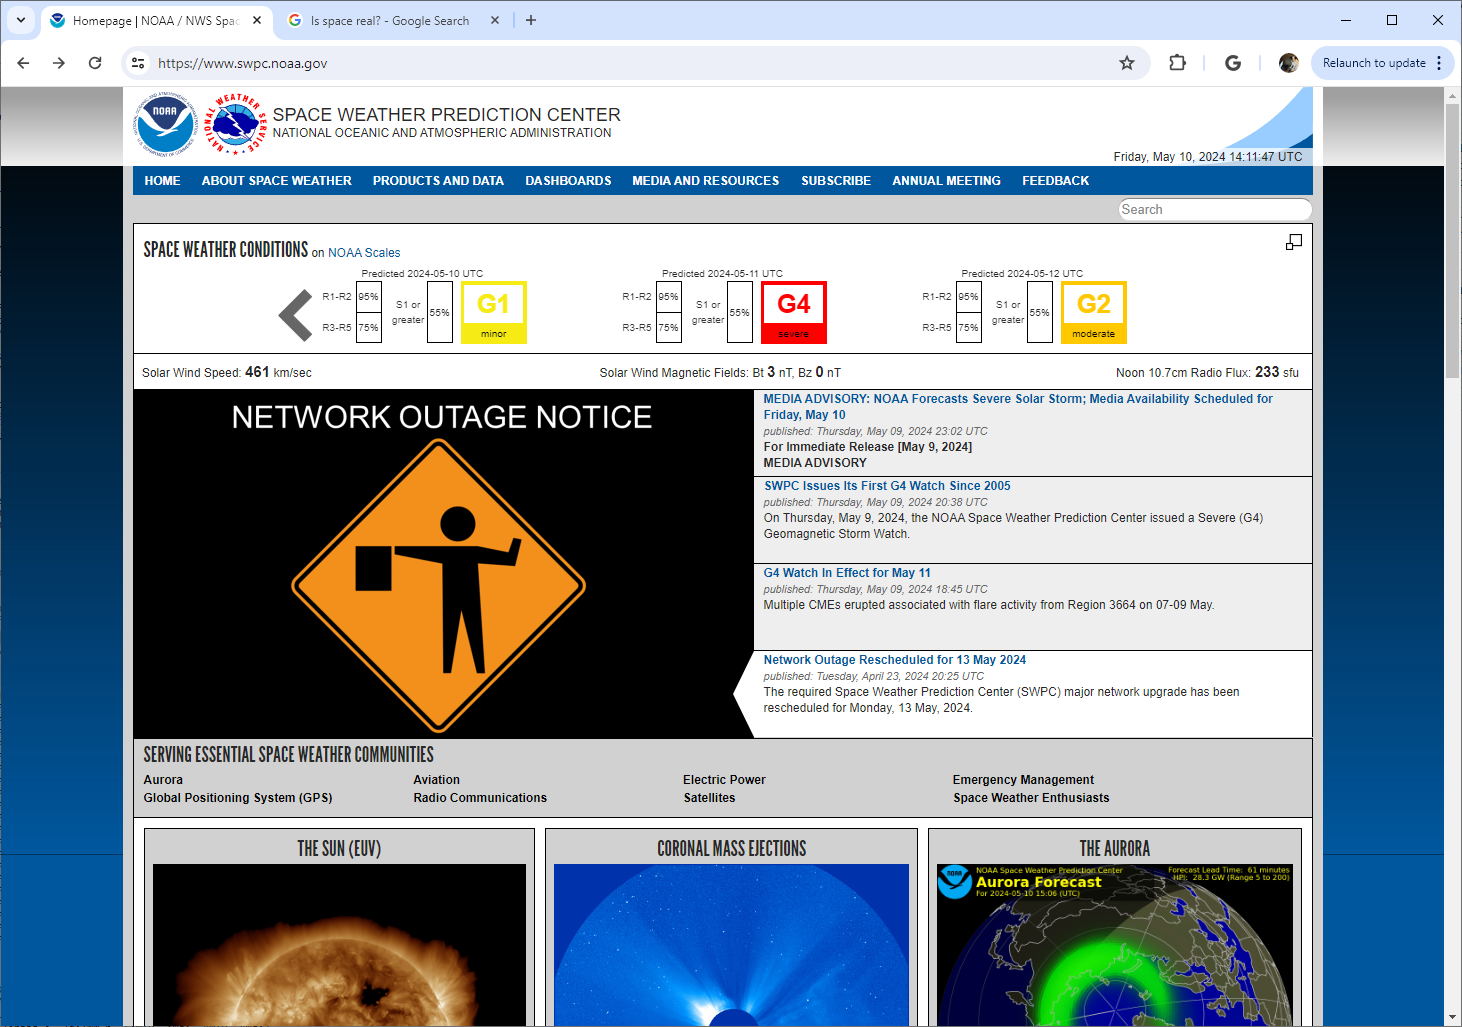 Homepage | NOAA / NWS Spac
Is space real? - Google Search
https://www.swpc.noaa.gov
Relaunch to update
NOAA
NATIONAL WEATHER SERVICE
SPACE WEATHER PREDICTION CENTER
NATIONAL OCEANIC AND ATMOSPHERIC ADMINISTRATION
Friday, May 10, 2024 14:11:47 UTC
HOME ABOUT SPACE WEATHER PRODUCTS AND DATA DASHBOARDS MEDIA AND RESOURCES SUBSCRIBE ANNUAL MEETING FEEDBACK
Search
SPACE WEATHER CONDITIONS on NOAA Scales
Predicted 2024-05-10 UTC
R1-R2 95%
R3-R5 75%
S1 or greater 55%
G1
minor
Predicted 2024-05-11 UTC
R1-R2 95%
R3-R5 75%
S1 or greater 55%
G4
severe
Predicted 2024-05-12 UTC
R1-R2 95%
R3-R5 75%
S1 or greater 55%
G2
moderate
Solar Wind Speed: 461 km/sec
Solar Wind Magnetic Fields: Bt 3 nT, Bz 0 nT
Noon 10.7cm Radio Flux: 233 sfu
NETWORK OUTAGE NOTICE
MEDIA ADVISORY: NOAA Forecasts Severe Solar Storm; Media Availability Scheduled for
Friday, May 10
published: Thursday, May 09, 2024 23:02 UTC
For Immediate Release [May 9, 2024]
MEDIA ADVISORY
SWPC Issues Its First G4 Watch Since 2005
published: Thursday, May 09, 2024 20:38 UTC
On Thursday, May 9, 2024, the NOAA Space Weather Prediction Center issued a Severe (G4)
Geomagnetic Storm Watch.
G4 Watch In Effect for May 11
published: Thursday, May 09, 2024 18:45 UTC
Multiple CMEs erupted associated with flare activity from Region 3664 on 07-09 May.
Network Outage Rescheduled for 13 May 2024
published: Tuesday, April 23, 2024 20:25 UTC
The required Space Weather Prediction Center (SWPC) major network upgrade has been
rescheduled for Monday, 13 May, 2024.
SERVING ESSENTIAL SPACE WEATHER COMMUNITIES
Aurora Aviation Electric Power Emergency Management
Global Positioning System (GPS) Radio Communications Satellites Space Weather Enthusiasts
THE SUN (EUV)
CORONAL MASS EJECTIONS
THE AURORA
NOAA
NOAA Space Weather Prediction Center
Aurora Forecast
For 2024-05-10 15:06 (UTC)
Forecast Lead Time: 61 minutes
HPI: 28.3 GW (Range 5 to 200)